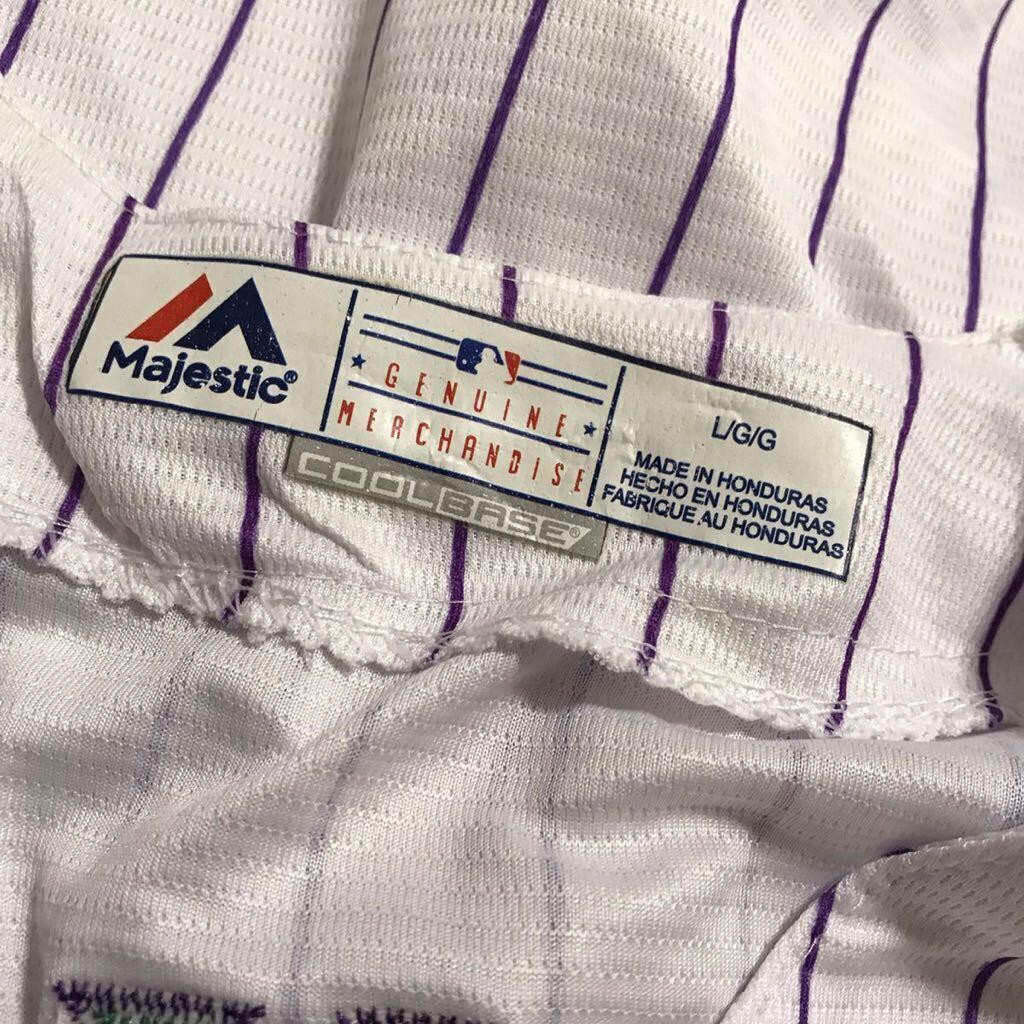 Majestic®
GENUINE
MERCHANDISE
L/G/G
MADE IN HONDURAS
HECHO EN HONDURAS
FABRIQUE AU HONDURAS
COOLBASE®